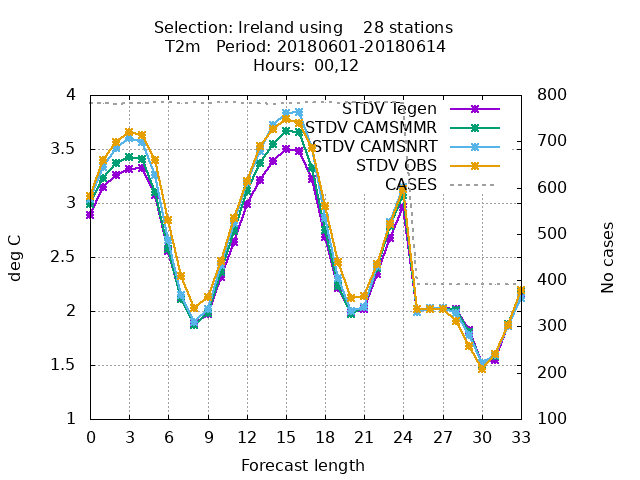 Selection: Ireland using    28 stations
T2m   Period: 20180601-20180614
Hours:  00,12
4
3.5
3
2.5
2
1.5
1
deg C
800
700
600
500
400
300
200
100
No cases
STDV Tegen
STDV CAMSMMR
STDV CAMSNRT
STDV OBS
CASES
0 3 6 9 12 15 18 21 24 27 30 33
Forecast length